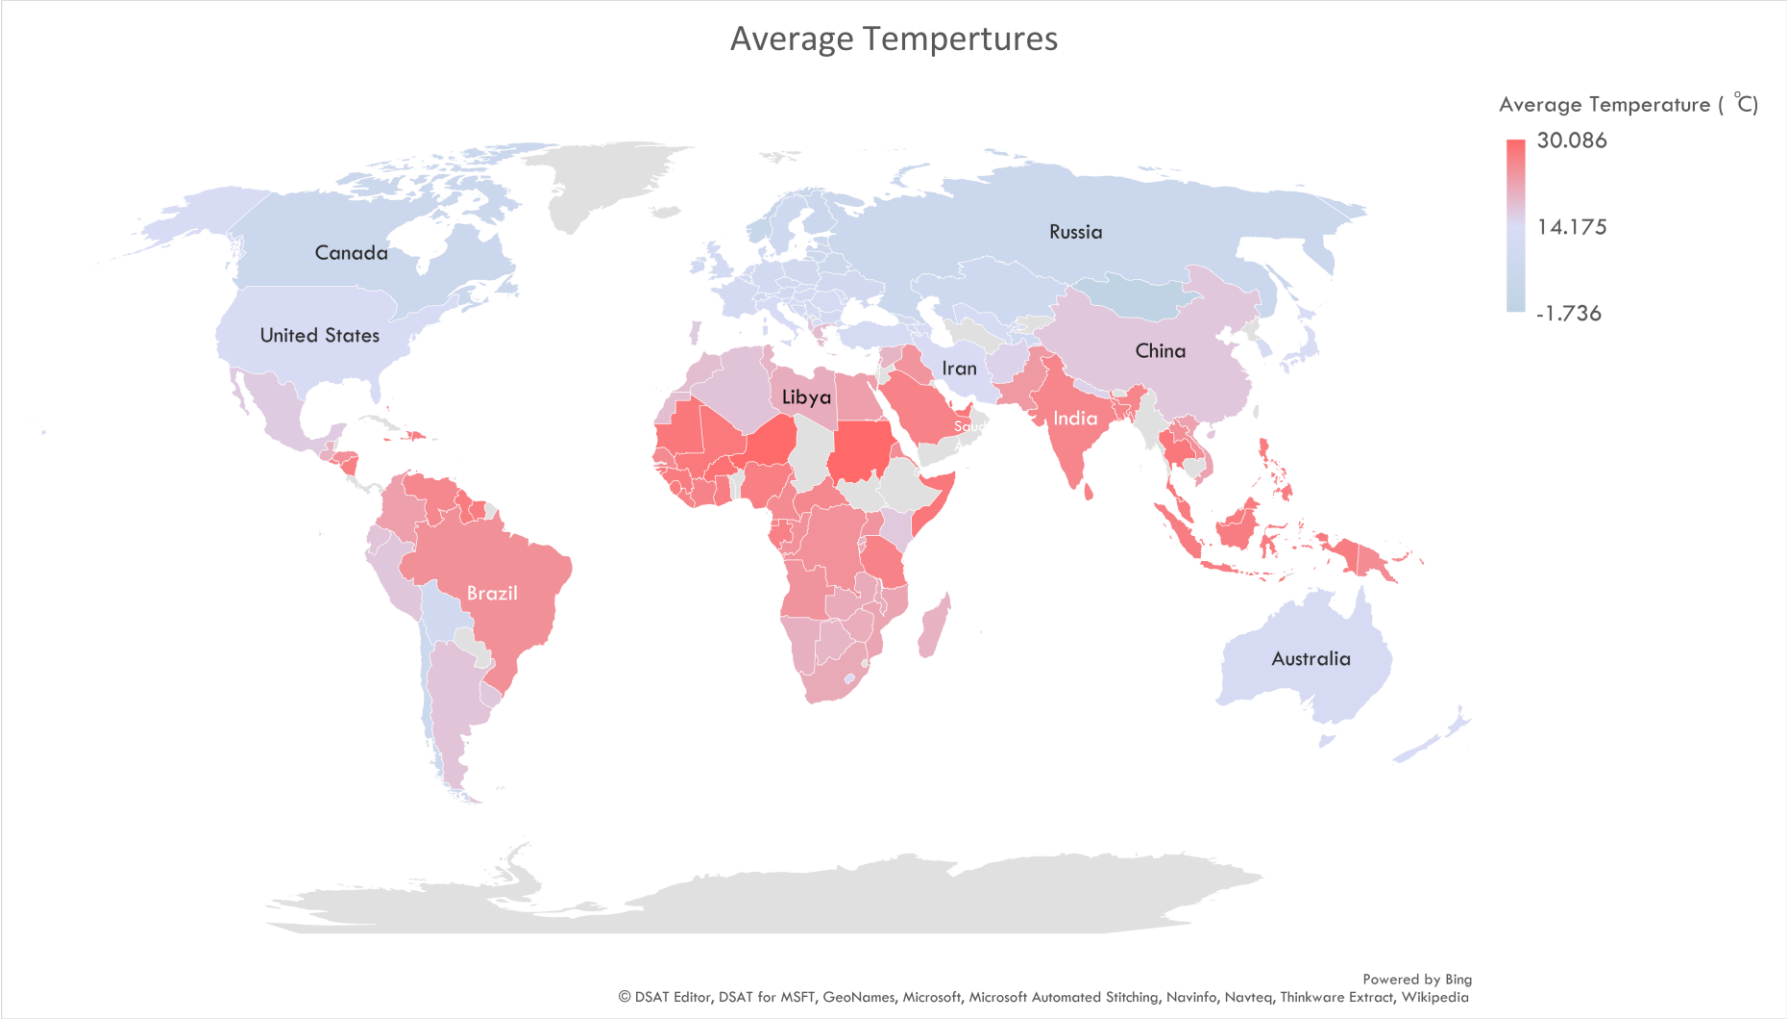 Average Tempertures
Average Temperature ( °C)
30.086
14.175
-1.736
Canada
Russia
United States
China
Iran
Libya
India
Saud
Brazil
Australia
Powered by Bing
© DSAT Editor, DSAT for MSFT, GeoNames, Microsoft, Microsoft Automated Stitching, Navinfo, Navteq, Thinkware Extract, Wikipedia